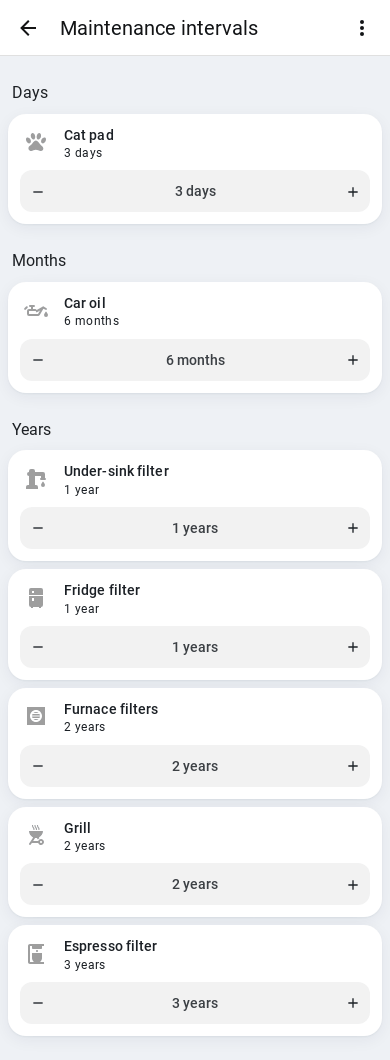 Maintenance intervals
Days
Cat pad
3 days
3 days
Months
Car oil
6 months
6 months
Years
Under-sink filter
1 year
1 years
Fridge filter
1 year
1 years
Furnace filters
2 years
2 years
Grill
2 years
2 years
Espresso filter
3 years
3 years